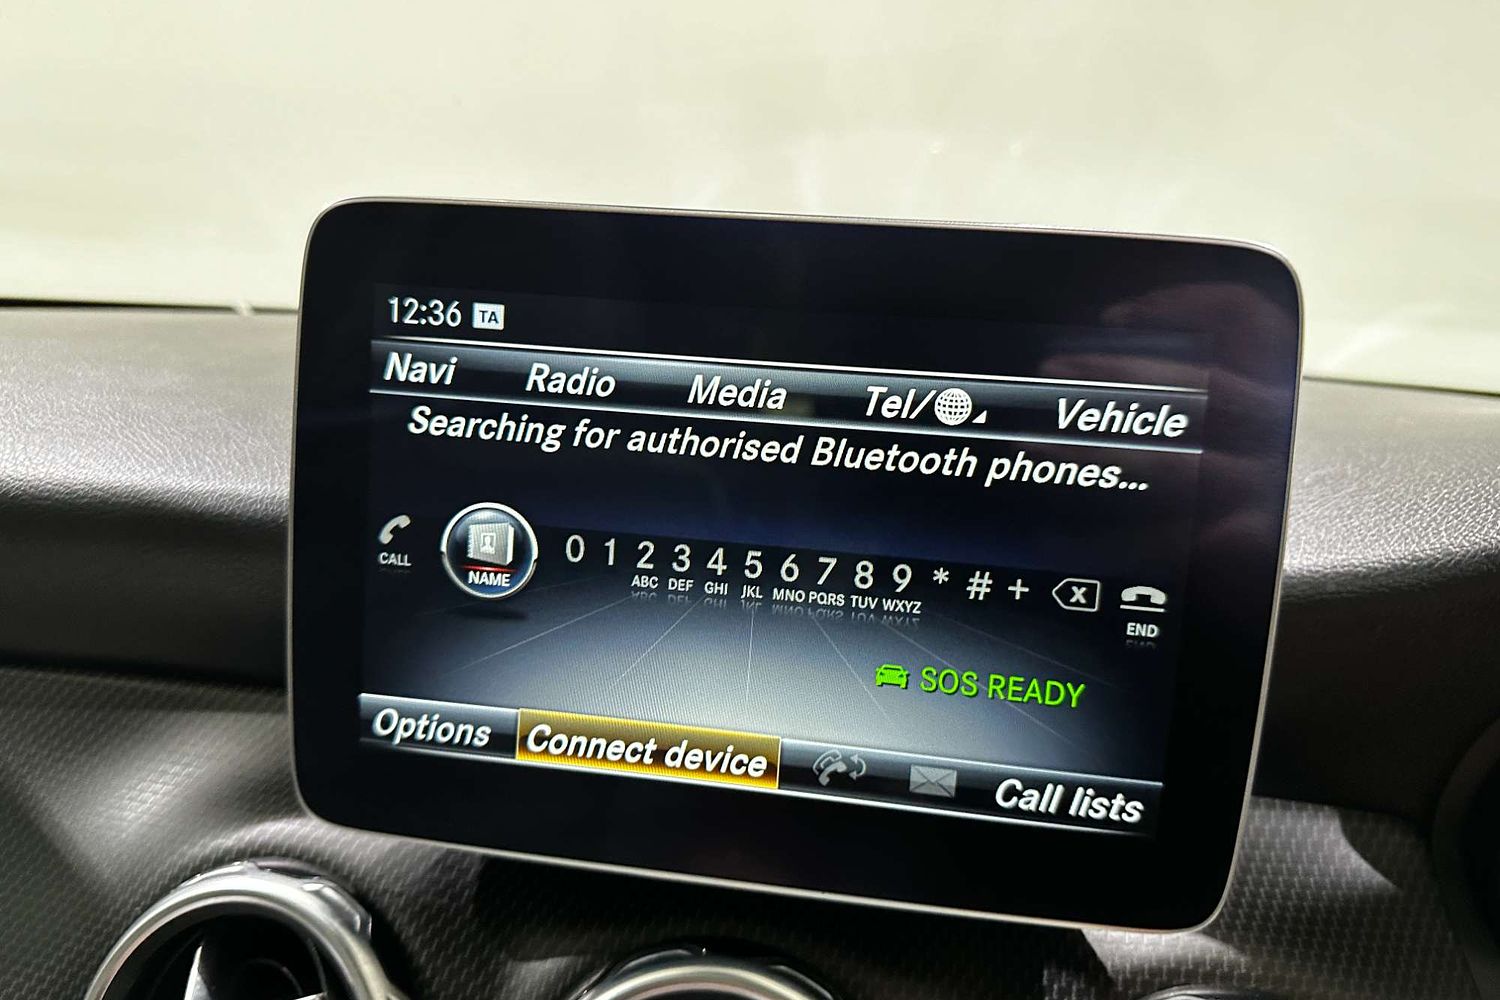 12:36 TA
Navi Radio Media Tel/ Vehicle
Searching for authorised Bluetooth phones...
CALL NAME 0 1 2 3 4 5 6 7 8 9 * # + X END
ABC DEF GHI JKL MNO PQRS TUV WXYZ
SOS READY
Options Connect device Call lists